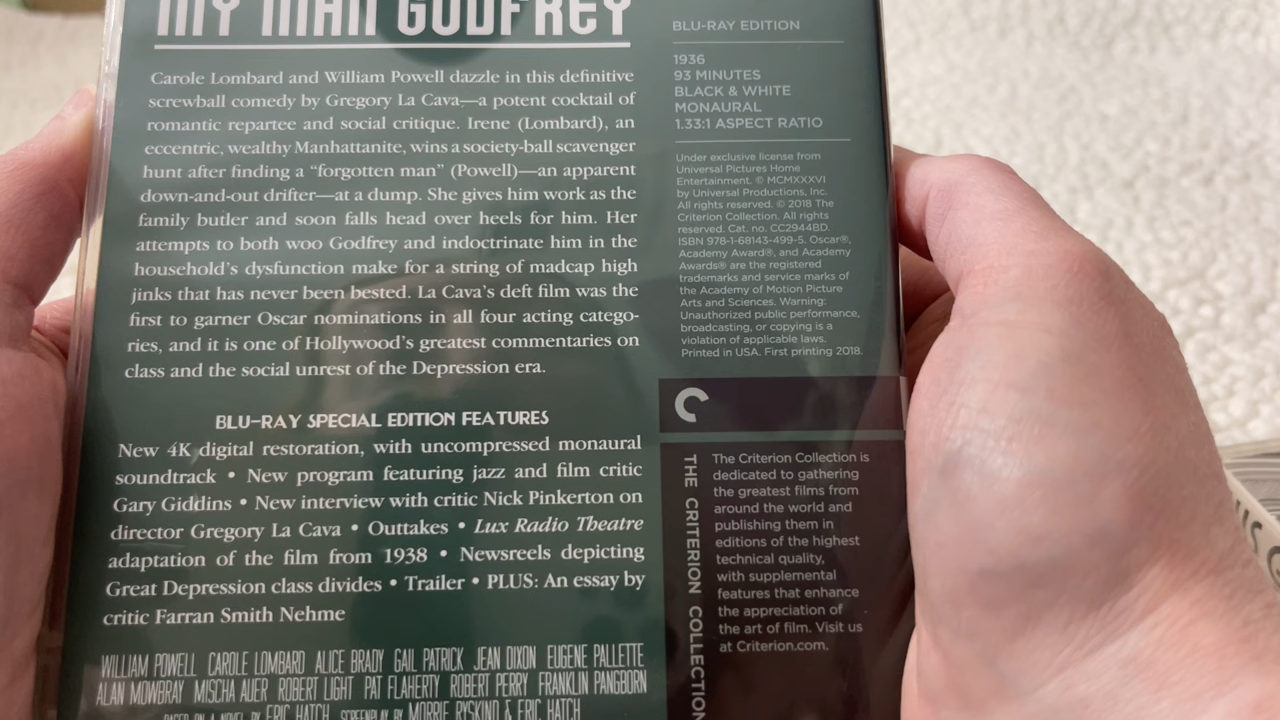 MY MAN GODFREY
Carole Lombard and William Powell dazzle in this definitive
screwball comedy by Gregory La Cava—a potent cocktail of
romantic repartee and social critique. Irene (Lombard), an
eccentric, wealthy Manhattanite, wins a society-ball scavenger
hunt after finding a “forgotten man” (Powell)—an apparent
down-and-out drifter—at a dump. She gives him work as the
family butler and soon falls head over heels for him. Her
attempts to both woo Godfrey and indoctrinate him in the
household’s dysfunction make for a string of madcap high
jinks that has never been bested. La Cava’s deft film was the
first to garner Oscar nominations in all four acting catego-
ries, and it is one of Hollywood’s greatest commentaries on
class and the social unrest of the Depression era.
BLU-RAY SPECIAL EDITION FEATURES
New 4K digital restoration, with uncompressed monaural
soundtrack • New program featuring jazz and film critic
Gary Giddins • New interview with critic Nick Pinkerton on
director Gregory La Cava • Outtakes • Lux Radio Theatre
adaptation of the film from 1938 • Newsreels depicting
Great Depression class divides • Trailer • PLUS: An essay by
critic Farran Smith Nehme
WILLIAM POWELL CAROLE LOMBARD ALICE BRADY GAIL PATRICK JEAN DIXON EUGENE PALLETTE
ALAN MOWBRAY MISCHA AUER ROBERT LIGHT PAT FLAHERTY ROBERT PERRY FRANKLIN PANGBORN
BASED ON A NOVEL BY ERIC HATCH SCREENPLAY BY MORRIE RYSKIND & ERIC HATCH
BLU-RAY EDITION
1936
93 MINUTES
BLACK & WHITE
MONAURAL
1.33:1 ASPECT RATIO
Under exclusive license from
Universal Pictures Home
Entertainment. © MCMXXXVI
by Universal Productions, Inc.
All rights reserved. © 2018 The
Criterion Collection. All rights
reserved. Cat. no. CC2944BD.
ISBN 978-1-68143-499-5. Oscar®,
Academy Award®, and Academy
Awards® are the registered
trademarks and service marks of
the Academy of Motion Picture
Arts and Sciences. Warning:
Unauthorized public performance,
broadcasting, or copying is a
violation of applicable laws.
Printed in USA. First printing 2018.
THE CRITERION COLLECTION
The Criterion Collection is
dedicated to gathering
the greatest films from
around the world and
publishing them in
editions of the highest
technical quality,
with supplemental
features that enhance
the appreciation of
the art of film. Visit us
at Criterion.com.